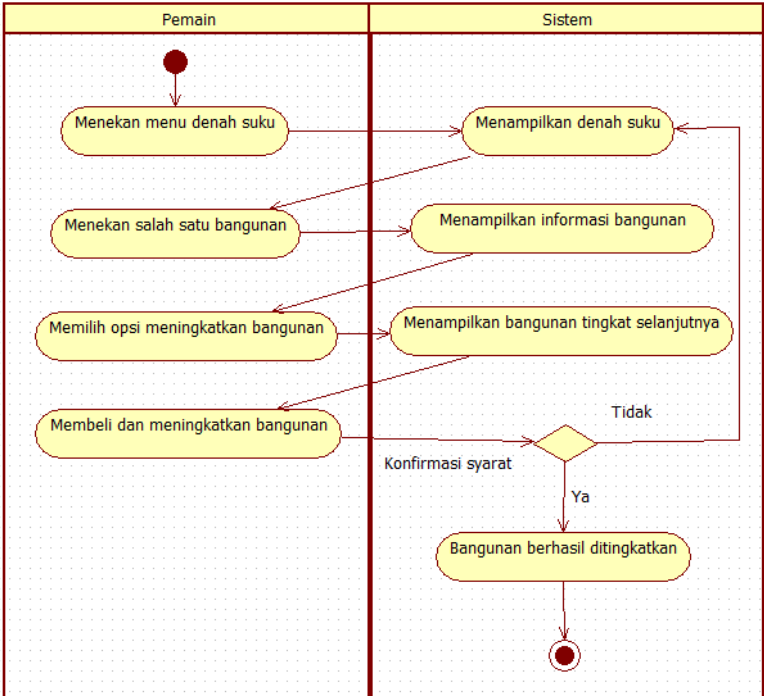 Pemain
Sistem
Menekan menu denah suku
Menampilkan denah suku
Menekan salah satu bangunan
Menampilkan informasi bangunan
Memilih opsi meningkatkan bangunan
Menampilkan bangunan tingkat selanjutnya
Membeli dan meningkatkan bangunan
Tidak
Konfirmasi syarat
Ya
Bangunan berhasil ditingkatkan